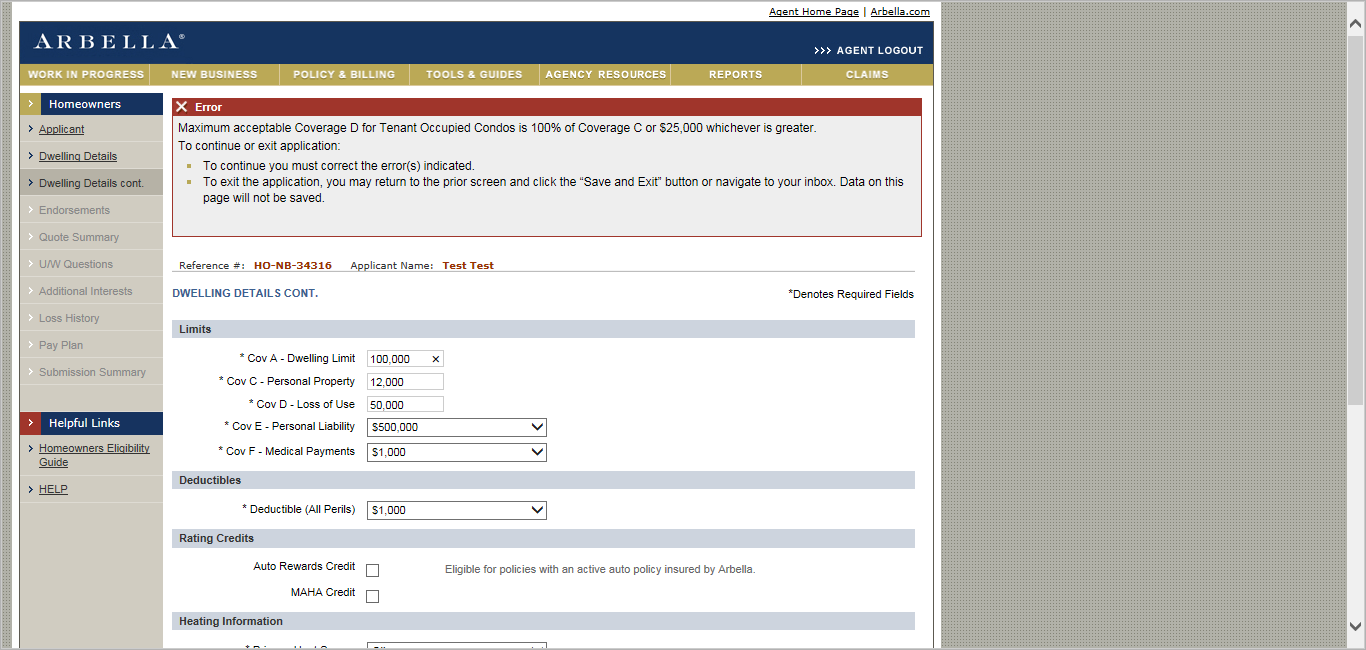 Agent Home Page | Arbella.com
ARBELLA®
>>> AGENT LOGOUT
WORK IN PROGRESS NEW BUSINESS POLICY & BILLING TOOLS & GUIDES AGENCY RESOURCES REPORTS CLAIMS
Homeowners
Applicant
Dwelling Details
Dwelling Details cont.
Endorsements
Quote Summary
U/W Questions
Additional Interests
Loss History
Pay Plan
Submission Summary
Helpful Links
Homeowners Eligibility
Guide
HELP
Error
Maximum acceptable Coverage D for Tenant Occupied Condos is 100% of Coverage C or $25,000 whichever is greater.
To continue or exit application:
To continue you must correct the error(s) indicated.
To exit the application, you may return to the prior screen and click the “Save and Exit” button or navigate to your inbox. Data on this
page will not be saved.
Reference #: HO-NB-34316 Applicant Name: Test Test
DWELLING DETAILS CONT.
*Denotes Required Fields
Limits
* Cov A - Dwelling Limit 100,000
* Cov C - Personal Property 12,000
* Cov D - Loss of Use 50,000
* Cov E - Personal Liability $500,000
* Cov F - Medical Payments $1,000
Deductibles
* Deductible (All Perils) $1,000
Rating Credits
Auto Rewards Credit Eligible for policies with an active auto policy insured by Arbella.
MAHA Credit
Heating Information